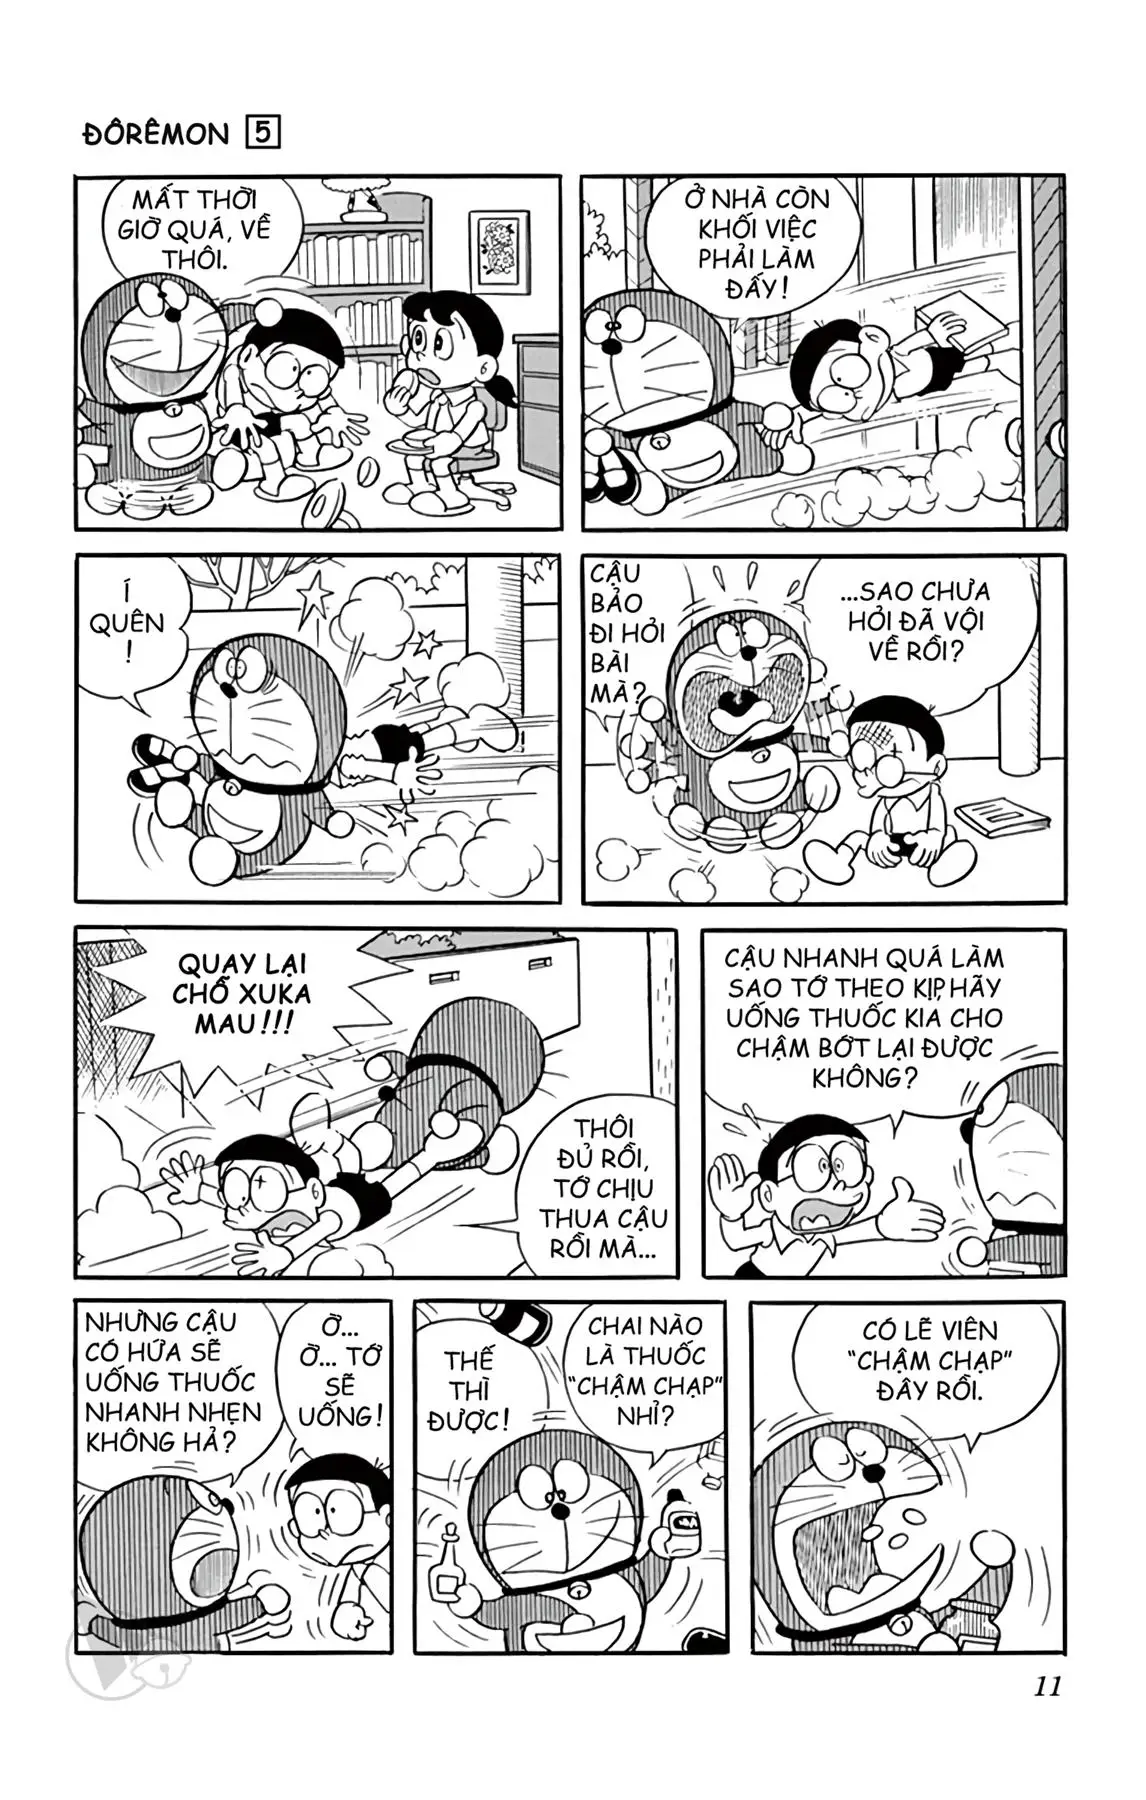 ĐÔRÊMON 5
MẤT THỜI
GIỜ QUÁ, VỀ
THÔI.
Ở NHÀ CÒN
KHỐI VIỆC
PHẢI LÀM
ĐẤY!
Í
QUÊN
!
CẬU
BẢO
ĐI HỎI
BÀI
MÀ?
...SAO CHƯA
HỎI ĐÃ VỘI
VỀ RỒI?
QUAY LẠI
CHỖ XUKA
MAU!!!
THÔI
ĐỦ RỒI,
TỚ CHỊU
THUA CẬU
RỒI MÀ...
CẬU NHANH QUÁ LÀM
SAO TỚ THEO KỊP, HÃY
UỐNG THUỐC KIA CHO
CHẬM BỚT LẠI ĐƯỢC
KHÔNG?
NHƯNG CẬU
CÓ HỨA SẼ
UỐNG THUỐC
NHANH NHẸN
KHÔNG HẢ?
Ờ...
Ờ... TỚ
SẼ
UỐNG!
THẾ
THÌ
ĐƯỢC!
CHAI NÀO
LÀ THUỐC
“CHẬM CHẠP”
NHỈ?
CÓ LẼ VIÊN
“CHẬM CHẠP”
ĐÂY RỒI.
11